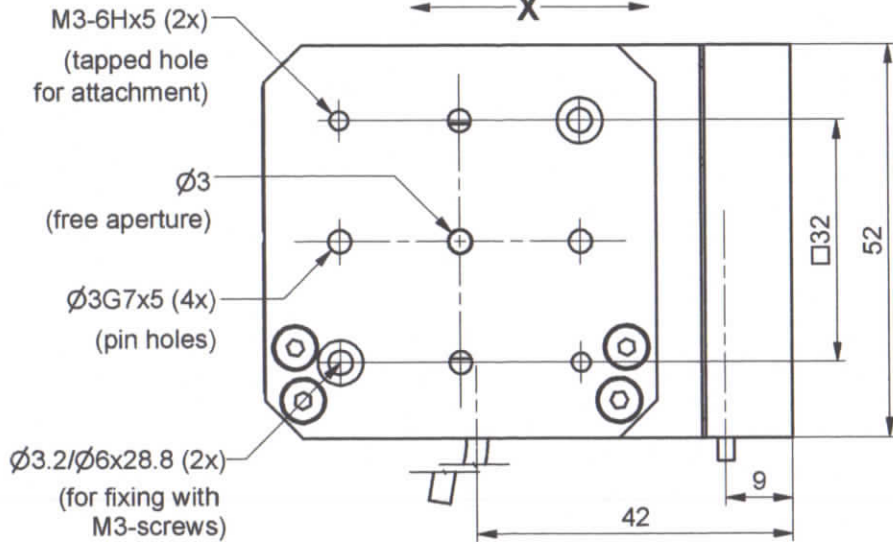 X
M3-6Hx5 (2x)
(tapped hole
for attachment)
Ø3
(free aperture)
Ø3G7x5 (4x)
(pin holes)
Ø3.2/Ø6x28.8 (2x)
(for fixing with
M3-screws)
□32
52
9
42